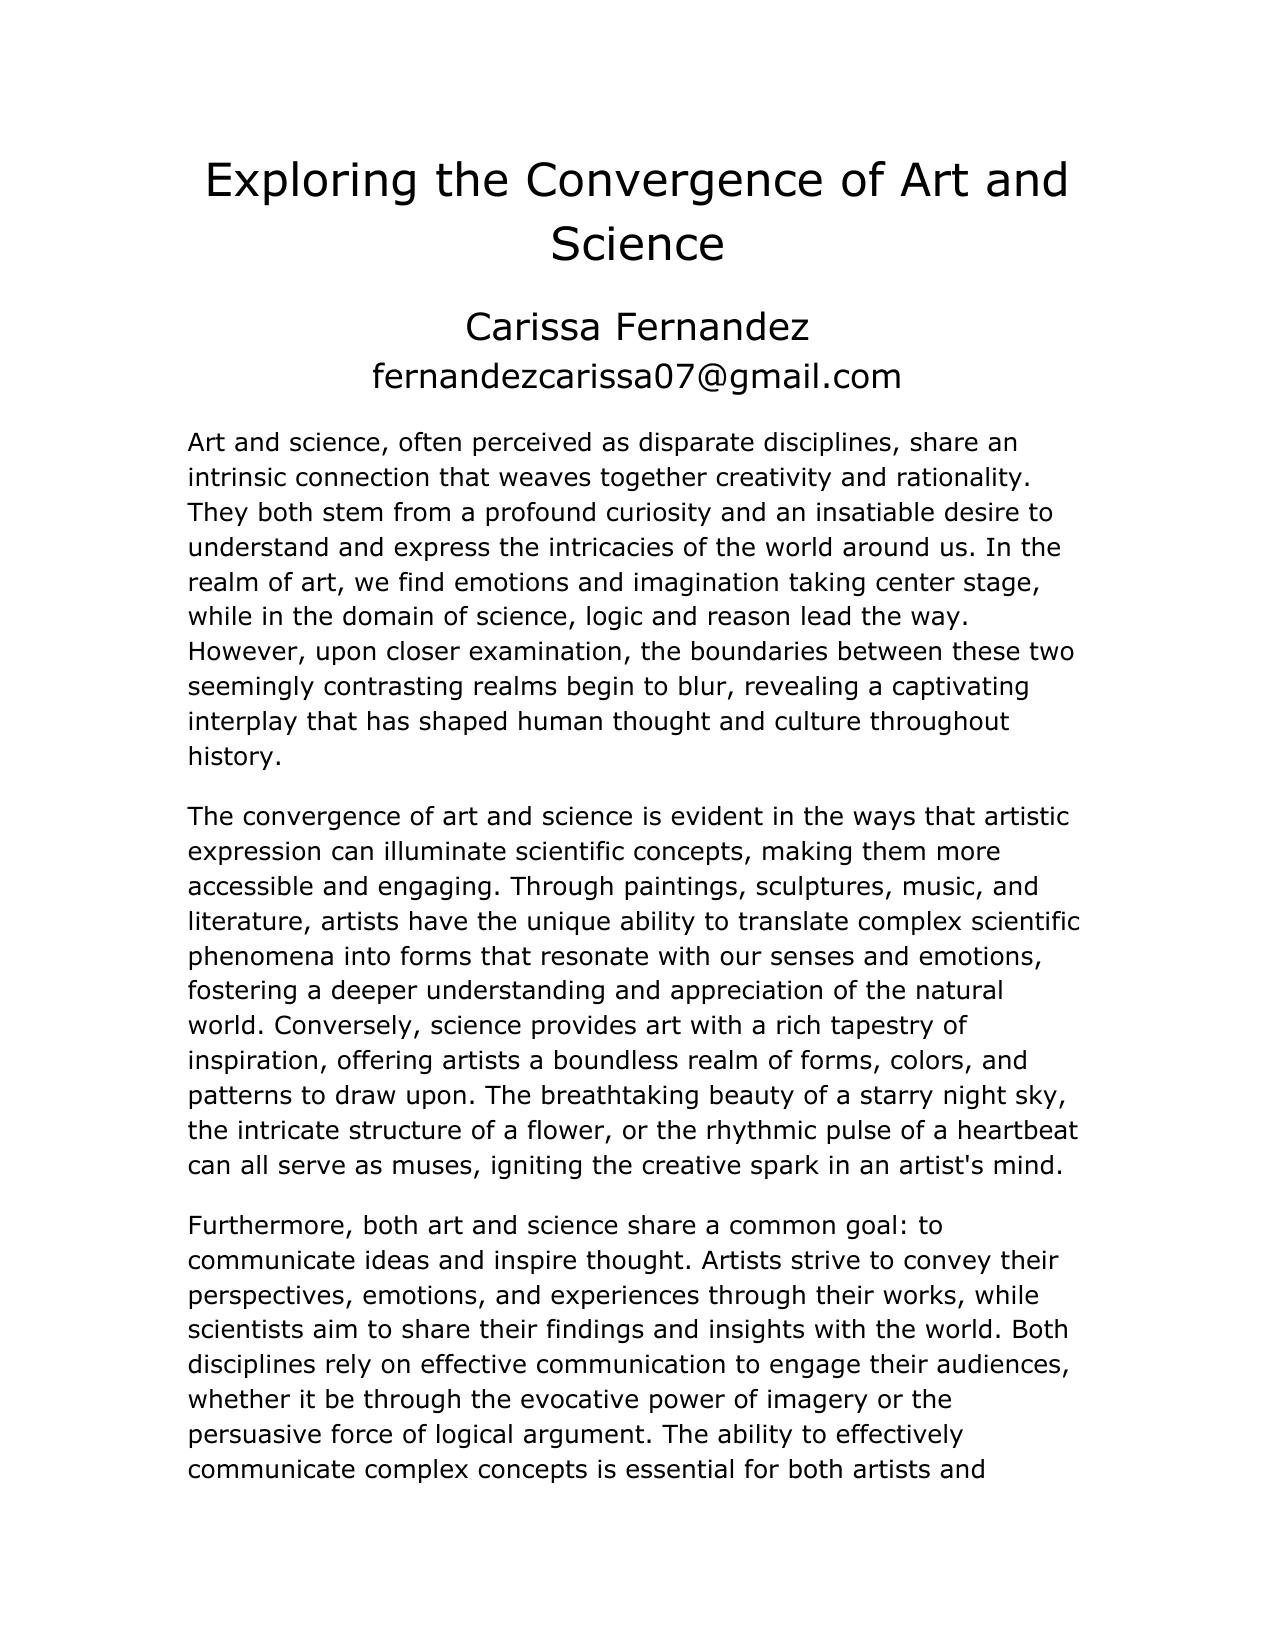 Exploring the Convergence of Art and
Science
Carissa Fernandez
fernandezcarissa07@gmail.com
Art and science, often perceived as disparate disciplines, share an
intrinsic connection that weaves together creativity and rationality.
They both stem from a profound curiosity and an insatiable desire to
understand and express the intricacies of the world around us. In the
realm of art, we find emotions and imagination taking center stage,
while in the domain of science, logic and reason lead the way.
However, upon closer examination, the boundaries between these two
seemingly contrasting realms begin to blur, revealing a captivating
interplay that has shaped human thought and culture throughout
history.
The convergence of art and science is evident in the ways that artistic
expression can illuminate scientific concepts, making them more
accessible and engaging. Through paintings, sculptures, music, and
literature, artists have the unique ability to translate complex scientific
phenomena into forms that resonate with our senses and emotions,
fostering a deeper understanding and appreciation of the natural
world. Conversely, science provides art with a rich tapestry of
inspiration, offering artists a boundless realm of forms, colors, and
patterns to draw upon. The breathtaking beauty of a starry night sky,
the intricate structure of a flower, or the rhythmic pulse of a heartbeat
can all serve as muses, igniting the creative spark in an artist's mind.
Furthermore, both art and science share a common goal: to
communicate ideas and inspire thought. Artists strive to convey their
perspectives, emotions, and experiences through their works, while
scientists aim to share their findings and insights with the world. Both
disciplines rely on effective communication to engage their audiences,
whether it be through the evocative power of imagery or the
persuasive force of logical argument. The ability to effectively
communicate complex concepts is essential for both artists and